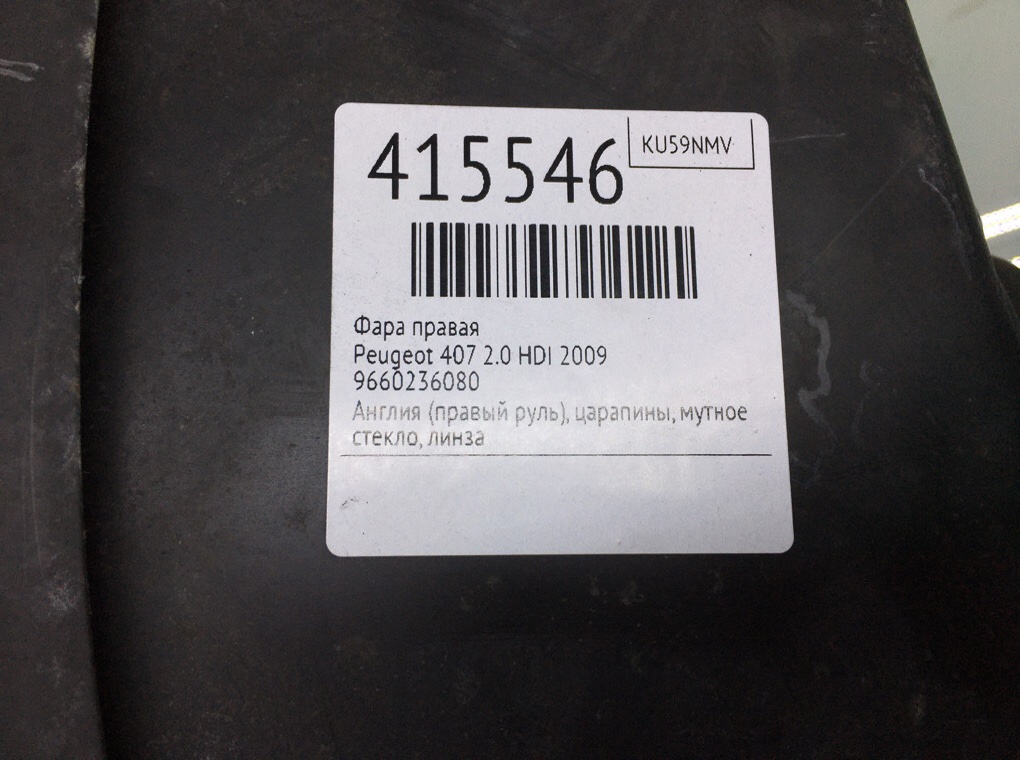 415546
KU59NMV
Фара правая
Peugeot 407 2.0 HDI 2009
9660236080
Англия (правый руль), царапины, мутное
стекло, линза